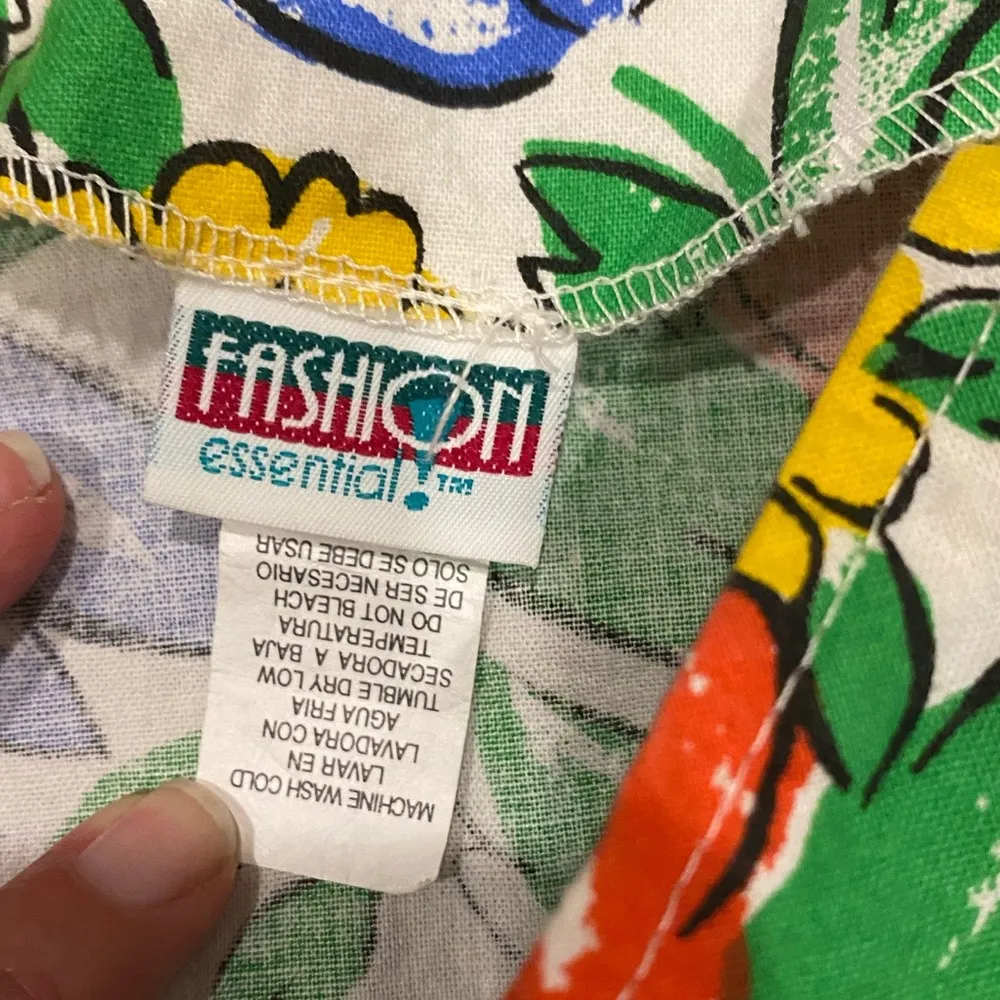 FASHION
essential!™
MACHINE WASH COLD
LAVAR EN
LAVADORA CON
AGUA FRIA
TUMBLE DRY LOW
SECADORA A BAJA
TEMPERATURA
DO NOT BLEACH
DE SER NECESARIO
SOLO SE DEBE USAR